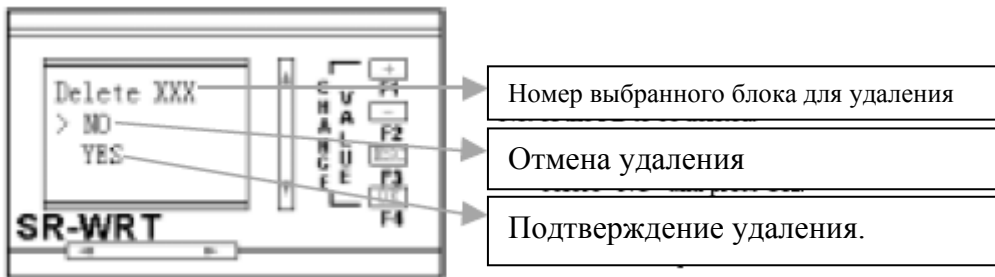 Delete XXX
> NO
YES
CHANGE
VALUE
+
F1
-
F2
F3
F4
SR-WRT
Номер выбранного блока для удаления
Отмена удаления
Подтверждение удаления.